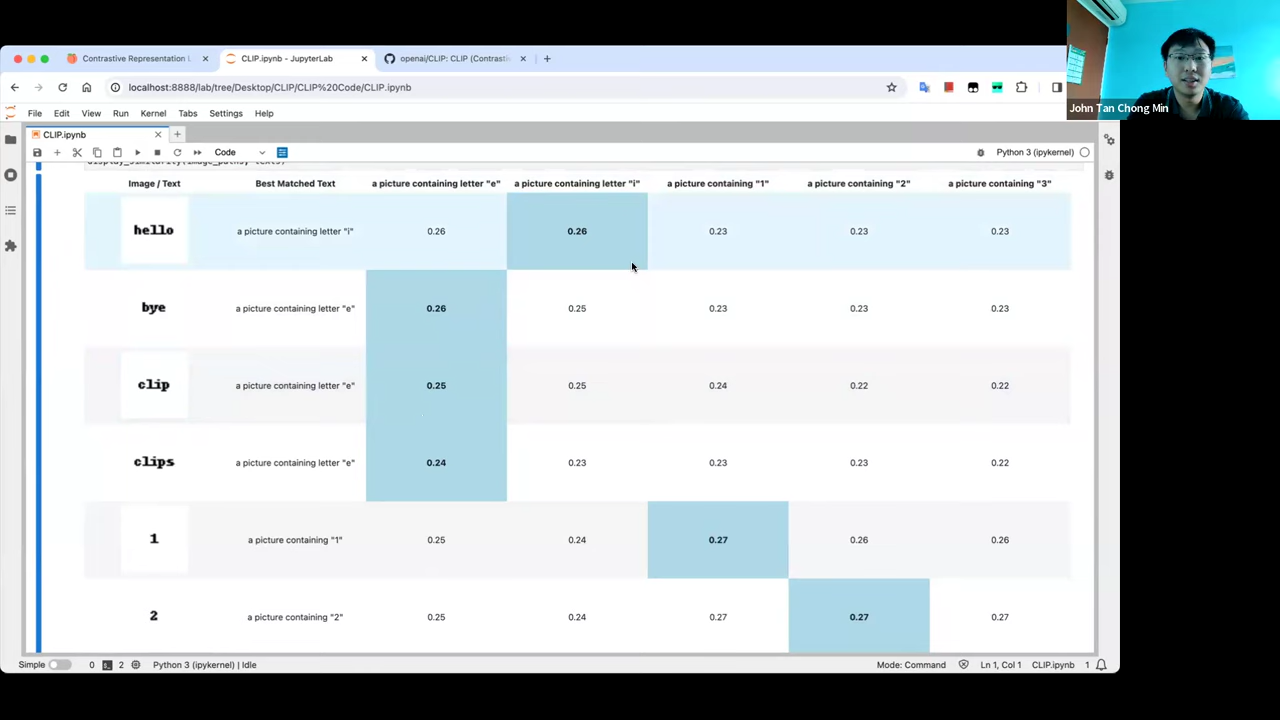 Contrastive Representation L
CLIP.ipynb - JupyterLab
openai/CLIP: CLIP (Contrasti
localhost:8888/lab/tree/Desktop/CLIP/CLIP%20Code/CLIP.ipynb
John Tan Chong Min
File Edit View Run Kernel Tabs Settings Help
CLIP.ipynb
Code
Python 3 (ipykernel)
display_similarity(image_paths, texts)
Image / Text Best Matched Text a picture containing letter "e" a picture containing letter "i" a picture containing "1" a picture containing "2" a picture containing "3"
hello a picture containing letter "i" 0.26 0.26 0.23 0.23 0.23
bye a picture containing letter "e" 0.26 0.25 0.23 0.23 0.23
clip a picture containing letter "e" 0.25 0.25 0.24 0.22 0.22
clips a picture containing letter "e" 0.24 0.23 0.23 0.23 0.22
1 a picture containing "1" 0.25 0.24 0.27 0.26 0.26
2 a picture containing "2" 0.25 0.24 0.27 0.27 0.27
Simple 0 2 Python 3 (ipykernel) | Idle Mode: Command Ln 1, Col 1 CLIP.ipynb 1